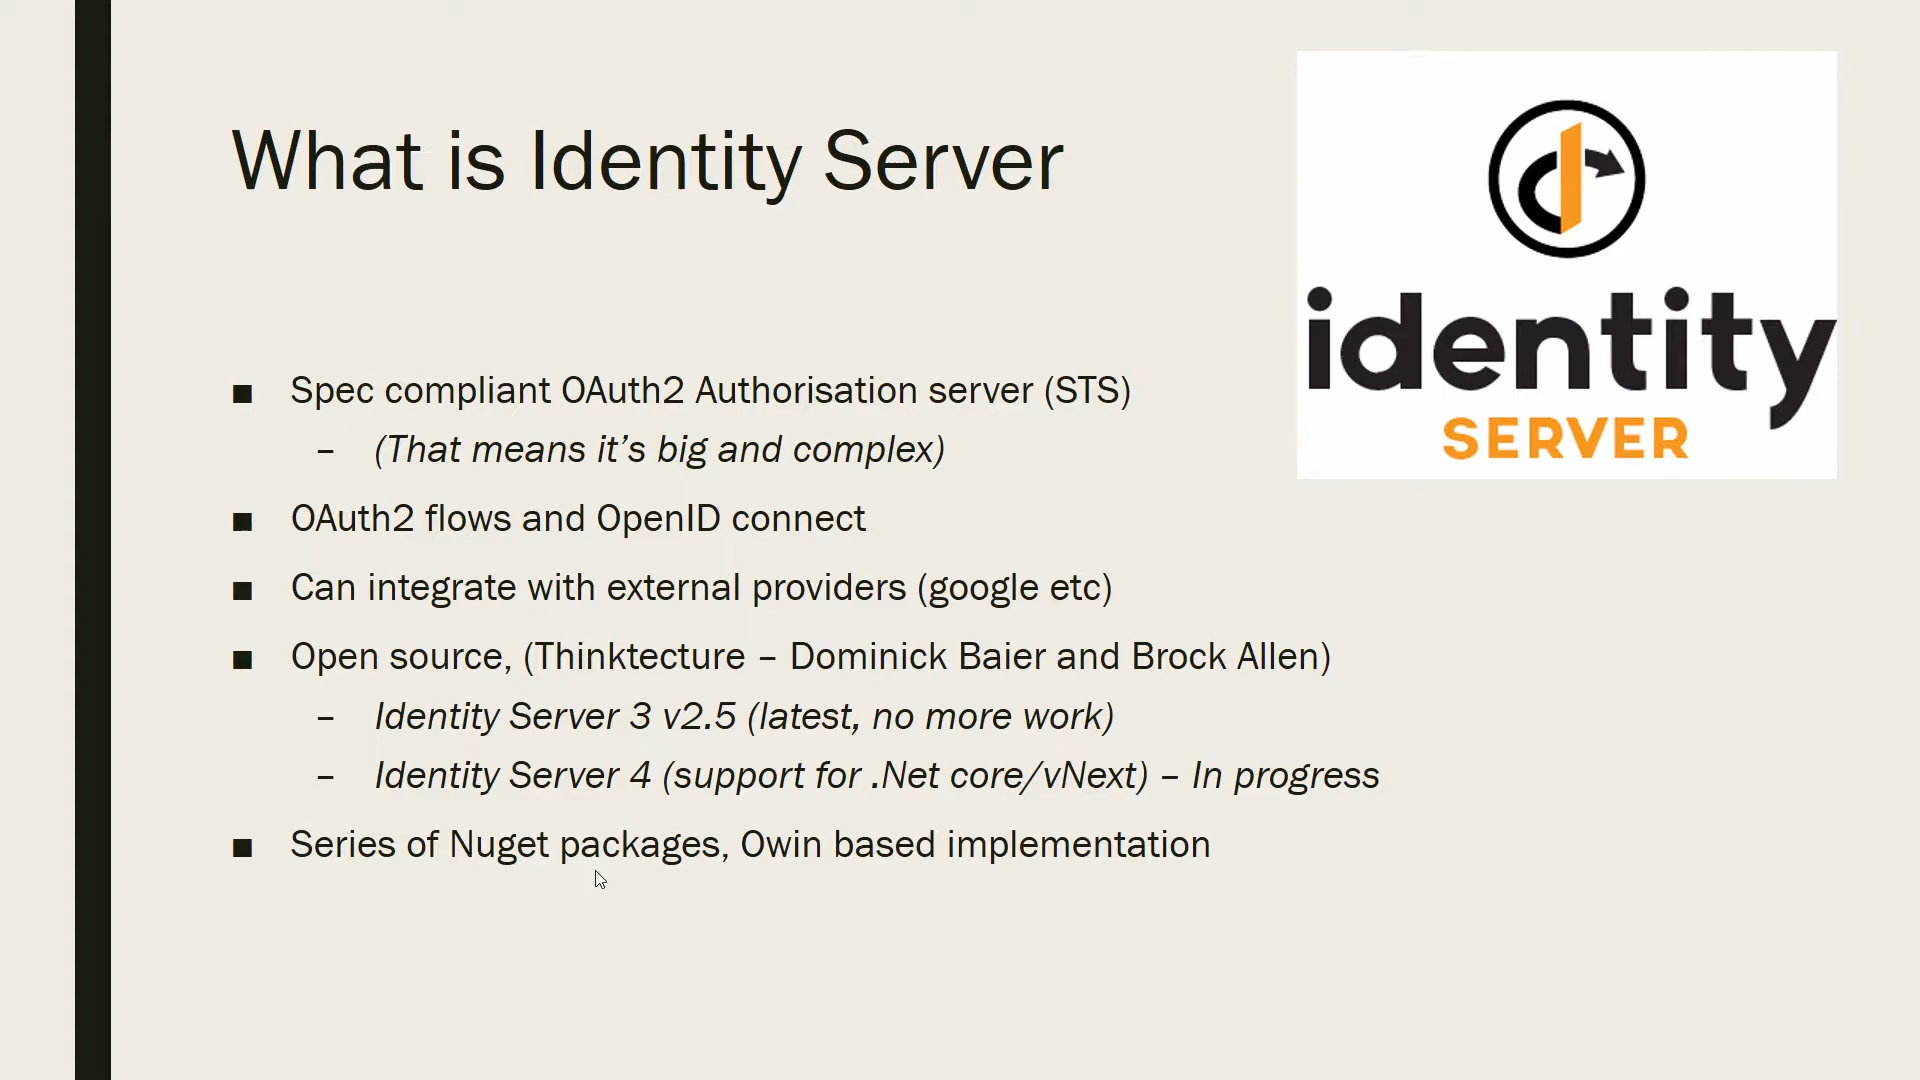 What is Identity Server
identity
SERVER
■ Spec compliant OAuth2 Authorisation server (STS)
– (That means it’s big and complex)
■ OAuth2 flows and OpenID connect
■ Can integrate with external providers (google etc)
■ Open source, (Thinktecture – Dominick Baier and Brock Allen)
– Identity Server 3 v2.5 (latest, no more work)
– Identity Server 4 (support for .Net core/vNext) – In progress
■ Series of Nuget packages, Owin based implementation